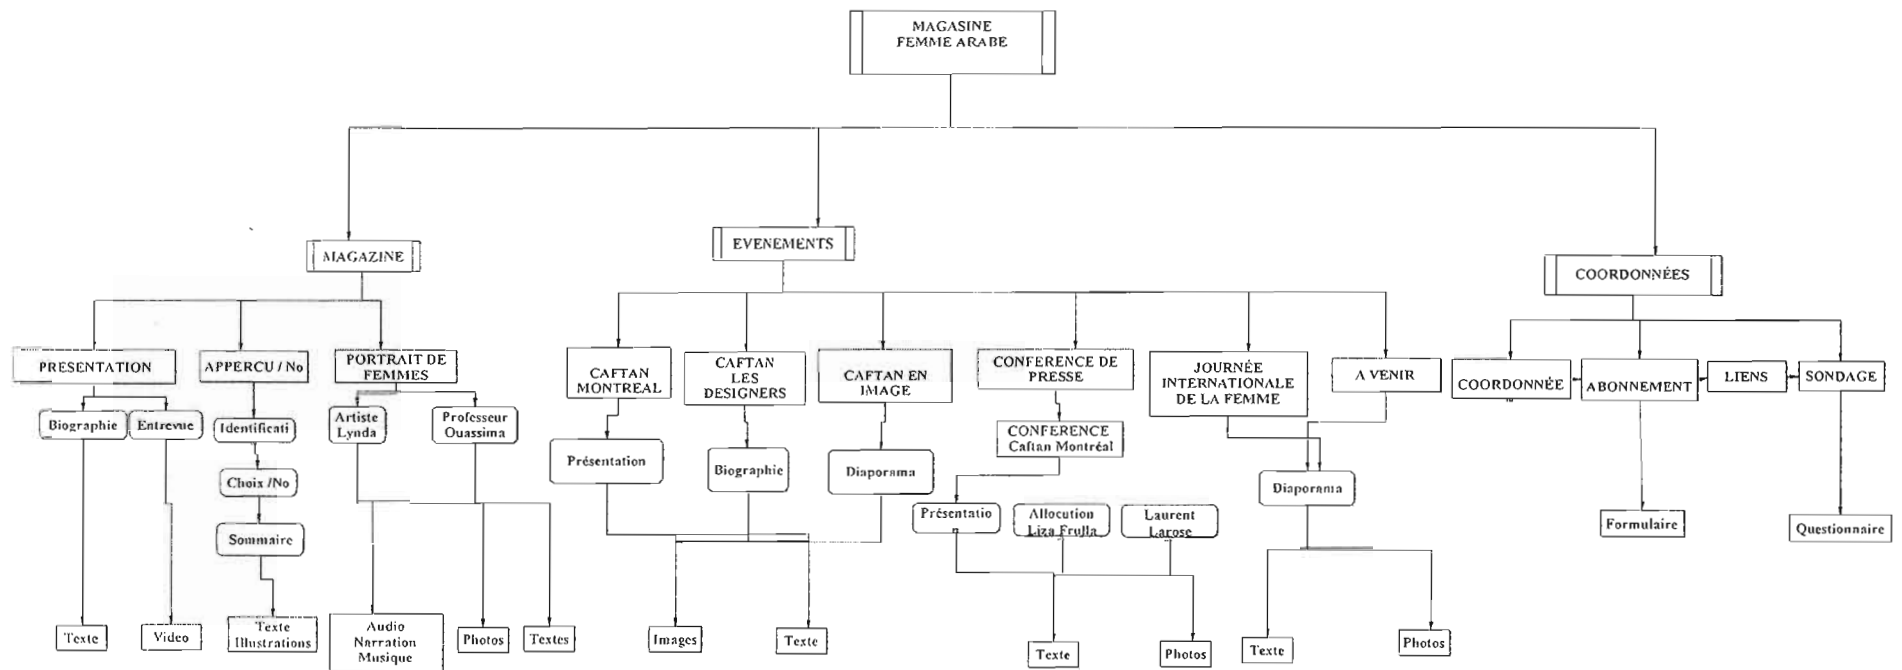 MAGASINE
FEMME ARABE
MAGAZINE
EVENEMENTS
COORDONNÉES
PRESENTATION
APPERCU / No
PORTRAIT DE
FEMMES
CAFTAN
MONTREAL
CAFTAN
LES
DESIGNERS
CAFTAN EN
IMAGE
CONFERENCE DE
PRESSE
JOURNÉE
INTERNATIONALE
DE LA FEMME
A VENIR
COORDONNÉE
ABONNEMENT
LIENS
SONDAGE
Biographie
Entrevue
Identificati
Artiste
Lynda
Professeur
Ouassima
CONFERENCE
Caftan Montréal
Choix /No
Présentation
Biographie
Diaporama
Diaporama
Sommaire
Présentatio
Allocution
Liza Frulla
Laurent
Larose
Formulaire
Questionnaire
Texte
Video
Texte
Illustrations
Audio
Narration
Musique
Photos
Textes
Images
Texte
Texte
Photos
Texte
Photos